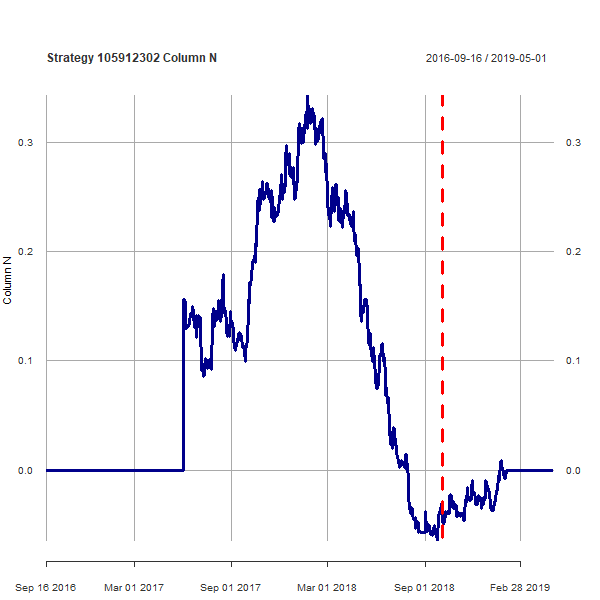 Strategy 105912302 Column N
2016-09-16 / 2019-05-01
0.3
0.3
0.2
0.2
Column N
0.1
0.1
0.0
0.0
Sep 16 2016
Mar 01 2017
Sep 01 2017
Mar 01 2018
Sep 01 2018
Feb 28 2019